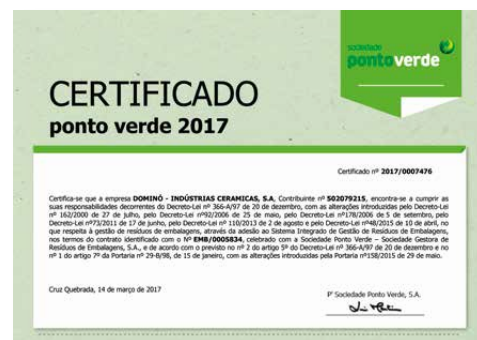 sociedade
pontoverde
CERTIFICADO
ponto verde 2017
Certificado nº 2017/0007476
Certifica-se que a empresa DOMINÓ - INDÚSTRIAS CERAMICAS, S.A, Contribuinte nº 502079215, encontra-se a cumprir as
suas responsabilidades decorrentes do Decreto-Lei nº 366-A/97 de 20 de dezembro, com as alterações introduzidas pelo Decreto-Lei
nº 162/2000 de 27 de julho, pelo Decreto-Lei nº92/2006 de 25 de maio, pelo Decreto-Lei nº178/2006 de 5 de setembro, pelo
Decreto-Lei nº73/2011 de 17 de junho, pelo Decreto-Lei nº 110/2013 de 2 de agosto e pelo Decreto-Lei nº48/2015 de 10 de abril, no
que respeita à gestão de resíduos de embalagens, através da adesão ao Sistema Integrado de Gestão de Resíduos de Embalagens,
nos termos do contrato identificado com o Nº EMB/0005834, celebrado com a Sociedade Ponto Verde – Sociedade Gestora de
Resíduos de Embalagens, S.A., e de acordo com o previsto no nº 2 do artigo 5º do Decreto-Lei nº 366-A/97 de 20 de dezembro e no
nº 1 do artigo 7º da Portaria nº 29-B/98, de 15 de janeiro, com as alterações introduzidas pela Portaria nº158/2015 de 29 de maio.
Cruz Quebrada, 14 de março de 2017
Pª Sociedade Ponto Verde, S.A.